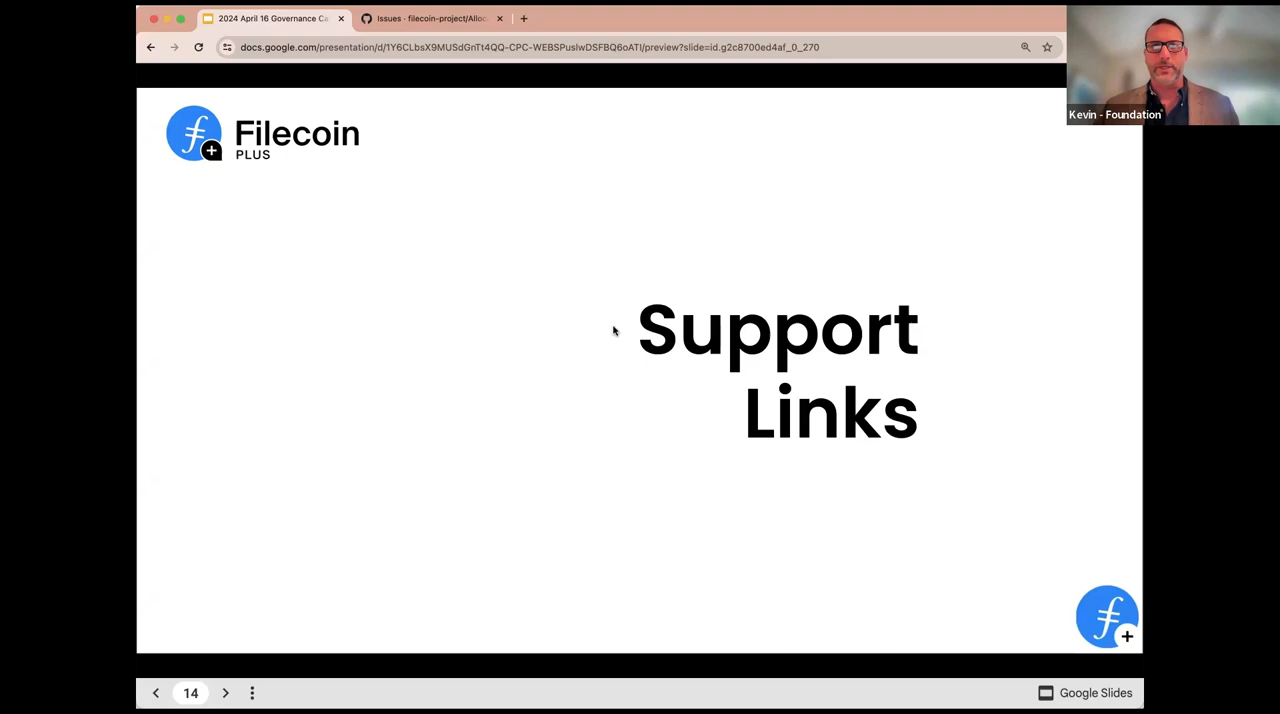 2024 April 16 Governance Ca
Issues · filecoin-project/Alloc
docs.google.com/presentation/d/1Y6CLbsX9MUSdGnTt4QQ-CPC-WEBSPuslwDSFBQ6oATI/preview?slide=id.g2c8700ed4af_0_270
Kevin - Foundation
Filecoin
PLUS
Support
Links
14
Google Slides